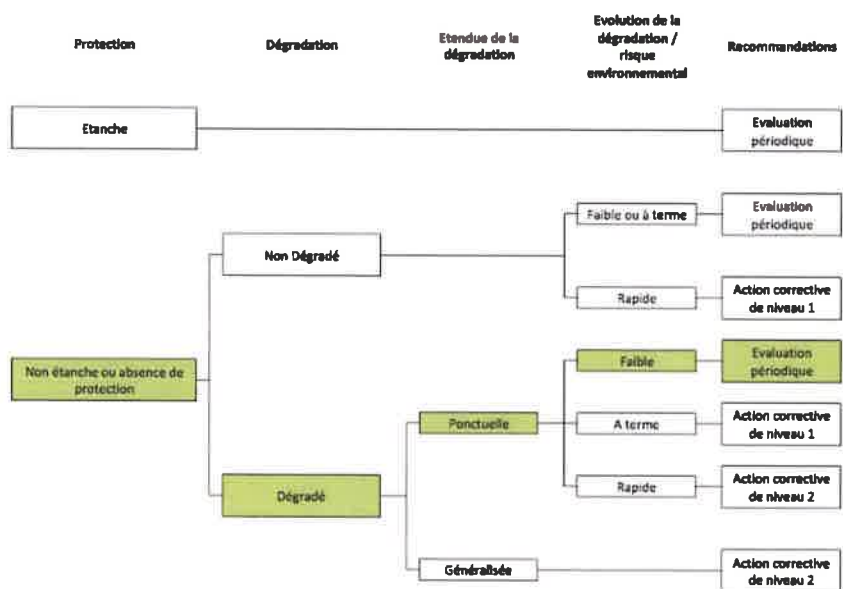 Protection
Dégradation
Etendue de la
dégradation
Evolution de la
dégradation /
risque
environnemental
Recommandations
Etanche
Evaluation
périodique
Non Dégradé
Faible ou à terme
Evaluation
périodique
Rapide
Action corrective
de niveau 1
Non étanche ou absence de
protection
Dégradé
Ponctuelle
Faible
Evaluation
périodique
A terme
Action corrective
de niveau 1
Rapide
Action corrective
de niveau 2
Généralisée
Action corrective
de niveau 2